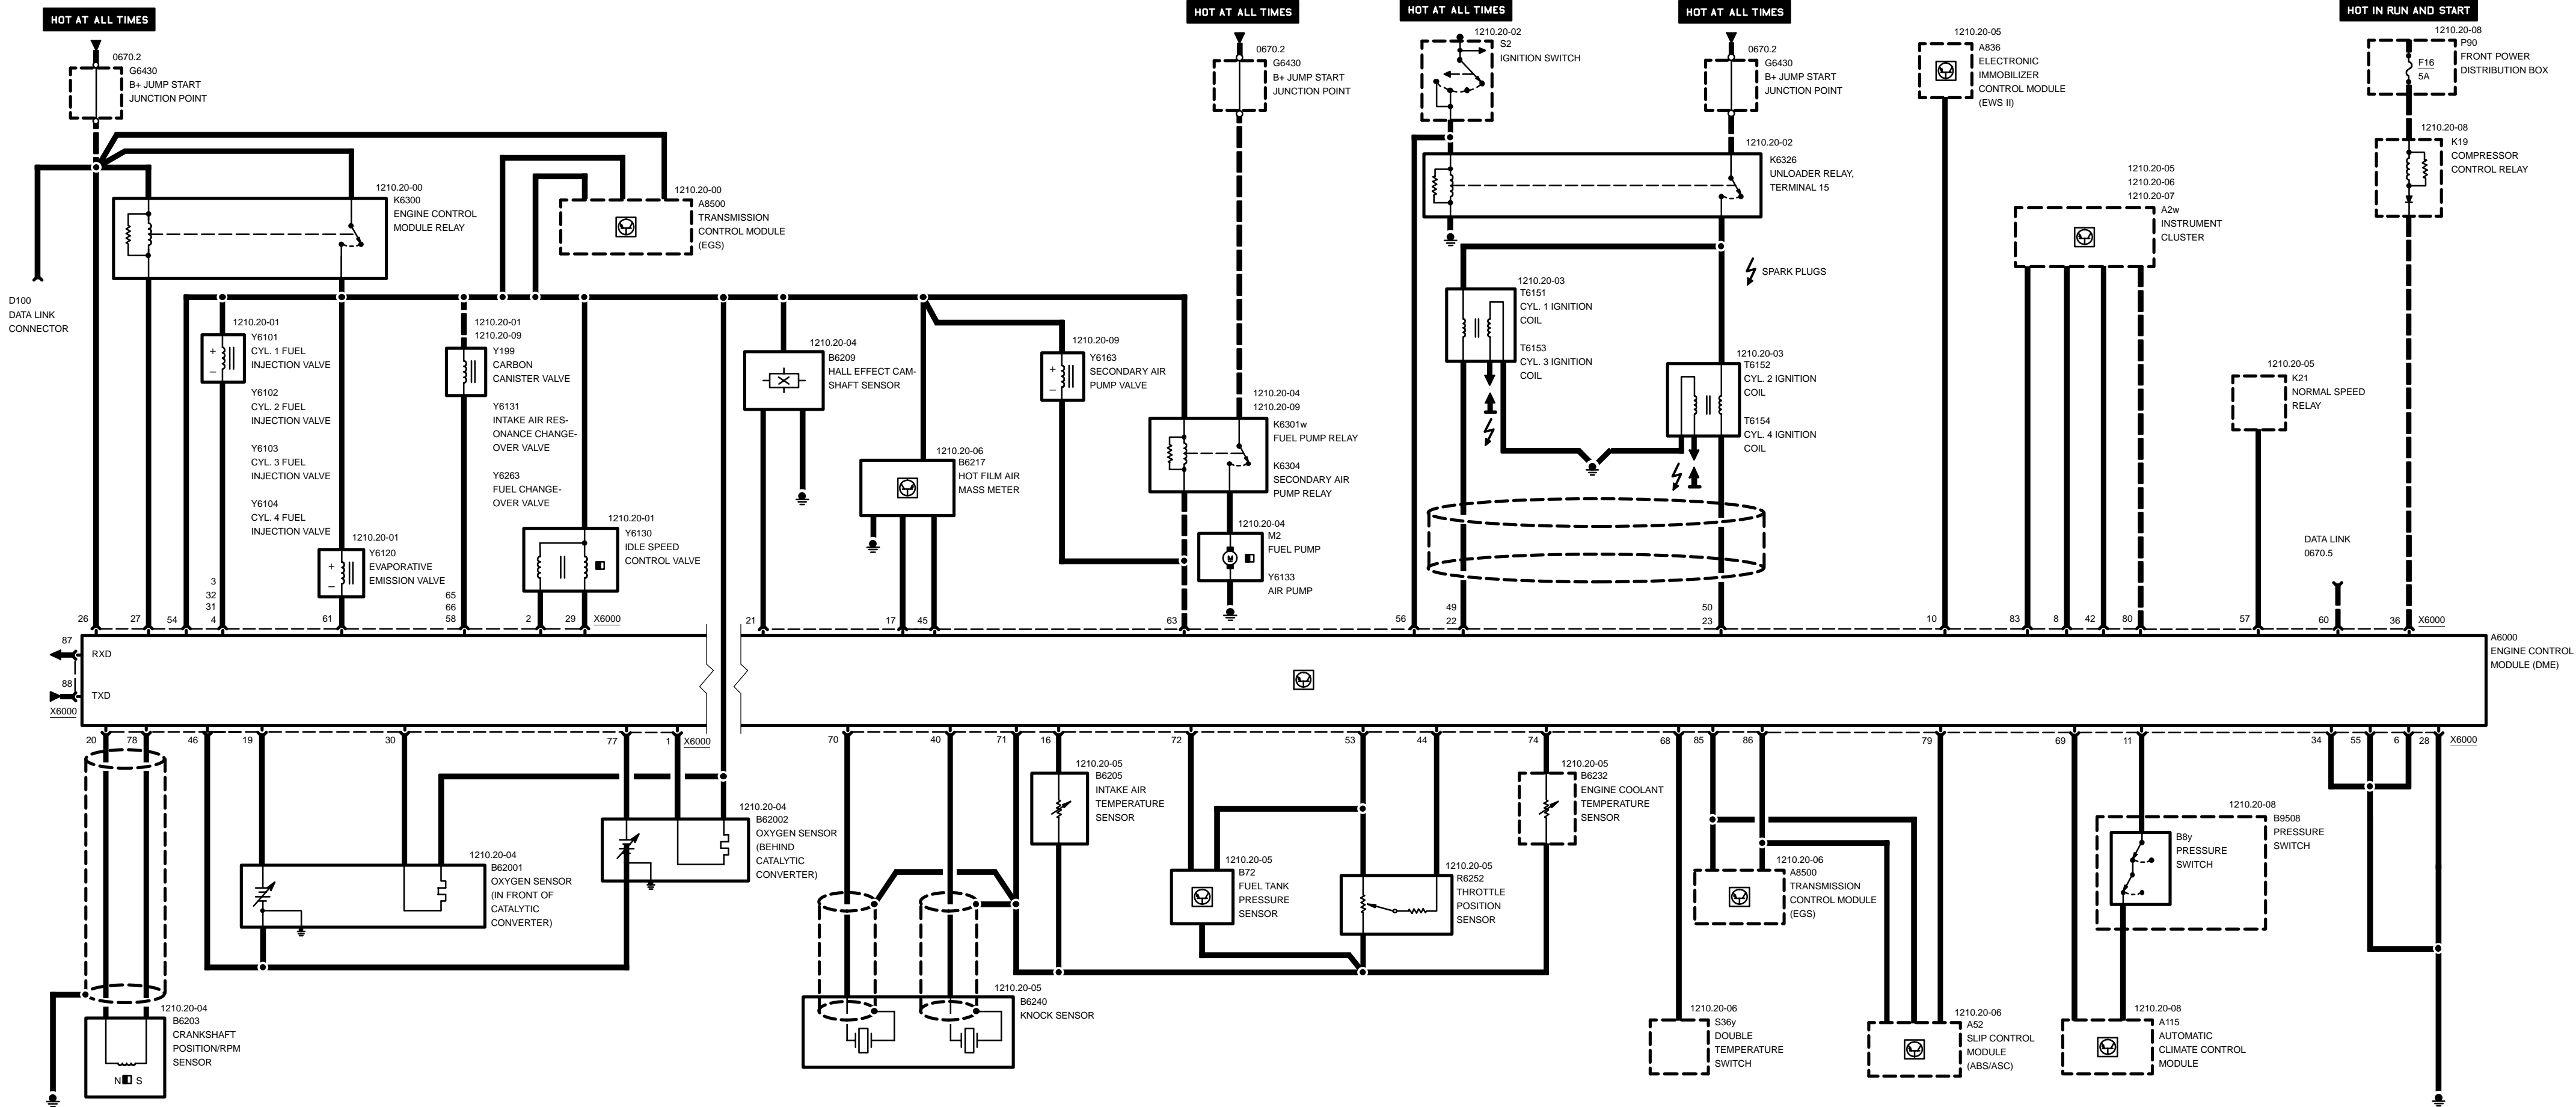 HOT AT ALL TIMES
0670.2
G6430
B+ JUMP START
JUNCTION POINT
HOT AT ALL TIMES
0670.2
G6430
B+ JUMP START
JUNCTION POINT
HOT AT ALL TIMES
1210.20-02
S2
IGNITION SWITCH
HOT AT ALL TIMES
0670.2
G6430
B+ JUMP START
JUNCTION POINT
1210.20-05
A836
ELECTRONIC
IMMOBILIZER
CONTROL MODULE
(EWS II)
HOT IN RUN AND START
1210.20-08
P90
FRONT POWER
DISTRIBUTION BOX
F16
5A
1210.20-08
K19
COMPRESSOR
CONTROL RELAY
D100
DATA LINK
CONNECTOR
1210.20-00
K6300
ENGINE CONTROL
MODULE RELAY
1210.20-00
A8500
TRANSMISSION
CONTROL MODULE
(EGS)
1210.20-02
K6326
UNLOADER RELAY,
TERMINAL 15
1210.20-05
1210.20-06
1210.20-07
A2w
INSTRUMENT
CLUSTER
SPARK PLUGS
1210.20-01
Y6101
CYL. 1 FUEL
INJECTION VALVE
Y6102
CYL. 2 FUEL
INJECTION VALVE
Y6103
CYL. 3 FUEL
INJECTION VALVE
Y6104
CYL. 4 FUEL
INJECTION VALVE
1210.20-01
Y6120
EVAPORATIVE
EMISSION VALVE
1210.20-01
1210.20-09
Y199
CARBON
CANISTER VALVE
Y6131
INTAKE AIR RES-
ONANCE CHANGE-
OVER VALVE
Y6263
FUEL CHANGE-
OVER VALVE
1210.20-01
Y6130
IDLE SPEED
CONTROL VALVE
1210.20-04
B6209
HALL EFFECT CAM-
SHAFT SENSOR
1210.20-06
B6217
HOT FILM AIR
MASS METER
1210.20-09
Y6163
SECONDARY AIR
PUMP VALVE
1210.20-04
1210.20-09
K6301w
FUEL PUMP RELAY
K6304
SECONDARY AIR
PUMP RELAY
1210.20-04
M2
FUEL PUMP
Y6133
AIR PUMP
M
1210.20-03
T6151
CYL. 1 IGNITION
COIL
T6153
CYL. 3 IGNITION
COIL
1210.20-03
T6152
CYL. 2 IGNITION
COIL
T6154
CYL. 4 IGNITION
COIL
1210.20-05
K21
NORMAL SPEED
RELAY
DATA LINK
0670.5
+
−
+
−
+
−
26
27
54
3
32
31
4
61
65
66
58
2
29
X6000
21
17
45
63
56
49
22
50
23
10
83
8
42
80
57
60
36
X6000
87
RXD
88
TXD
X6000
A6000
ENGINE CONTROL
MODULE (DME)
20
78
46
19
30
77
1
X6000
70
40
71
16
72
53
44
74
68
85
86
79
69
11
34
55
6
28
X6000
1210.20-04
B6203
CRANKSHAFT
POSITION/RPM
SENSOR
N S
1210.20-04
B62001
OXYGEN SENSOR
(IN FRONT OF
CATALYTIC
CONVERTER)
1210.20-04
B62002
OXYGEN SENSOR
(BEHIND
CATALYTIC
CONVERTER)
1210.20-05
B6240
KNOCK SENSOR
1210.20-05
B6205
INTAKE AIR
TEMPERATURE
SENSOR
1210.20-05
B72
FUEL TANK
PRESSURE
SENSOR
1210.20-05
R6252
THROTTLE
POSITION
SENSOR
1210.20-05
B6232
ENGINE COOLANT
TEMPERATURE
SENSOR
1210.20-06
S36y
DOUBLE
TEMPERATURE
SWITCH
1210.20-06
A8500
TRANSMISSION
CONTROL MODULE
(EGS)
1210.20-06
A52
SLIP CONTROL
MODULE
(ABS/ASC)
1210.20-08
B9508
PRESSURE
SWITCH
B8y
PRESSURE
SWITCH
1210.20-08
A115
AUTOMATIC
CLIMATE CONTROL
MODULE